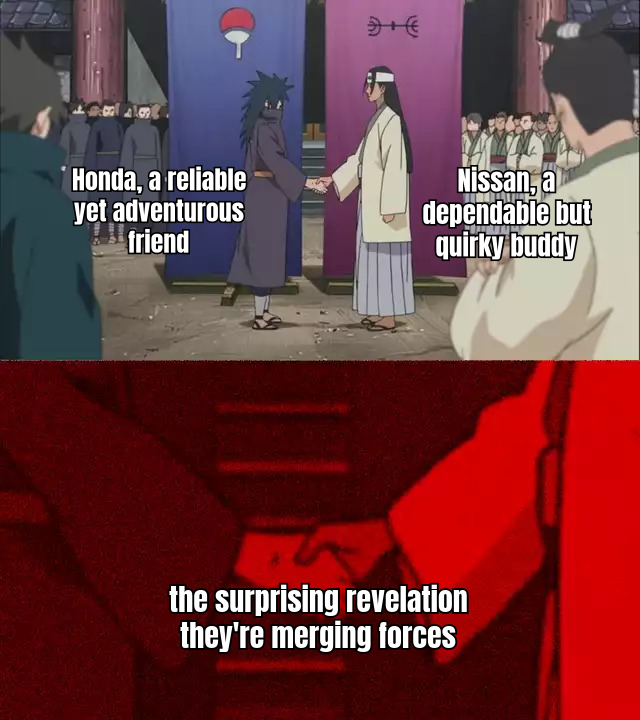 Honda, a reliable
yet adventurous
friend
Nissan, a
dependable but
quirky buddy
the surprising revelation
they're merging forces